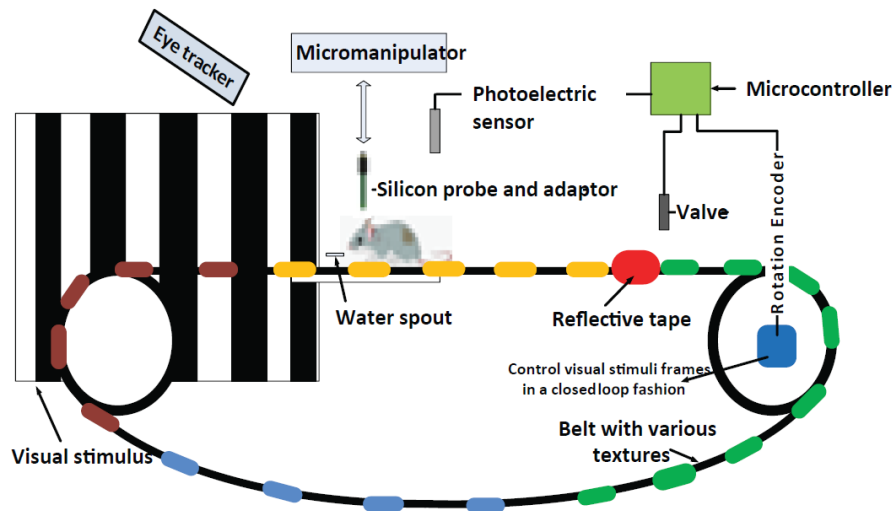 Eye tracker
Micromanipulator
Photoelectric
sensor
Microcontroller
-Silicon probe and adaptor-
-Valve
Rotation Encoder
Water spout
Reflective tape
Control visual stimuli frames
in a closedloop fashion
Visual stimulus
Belt with various
textures